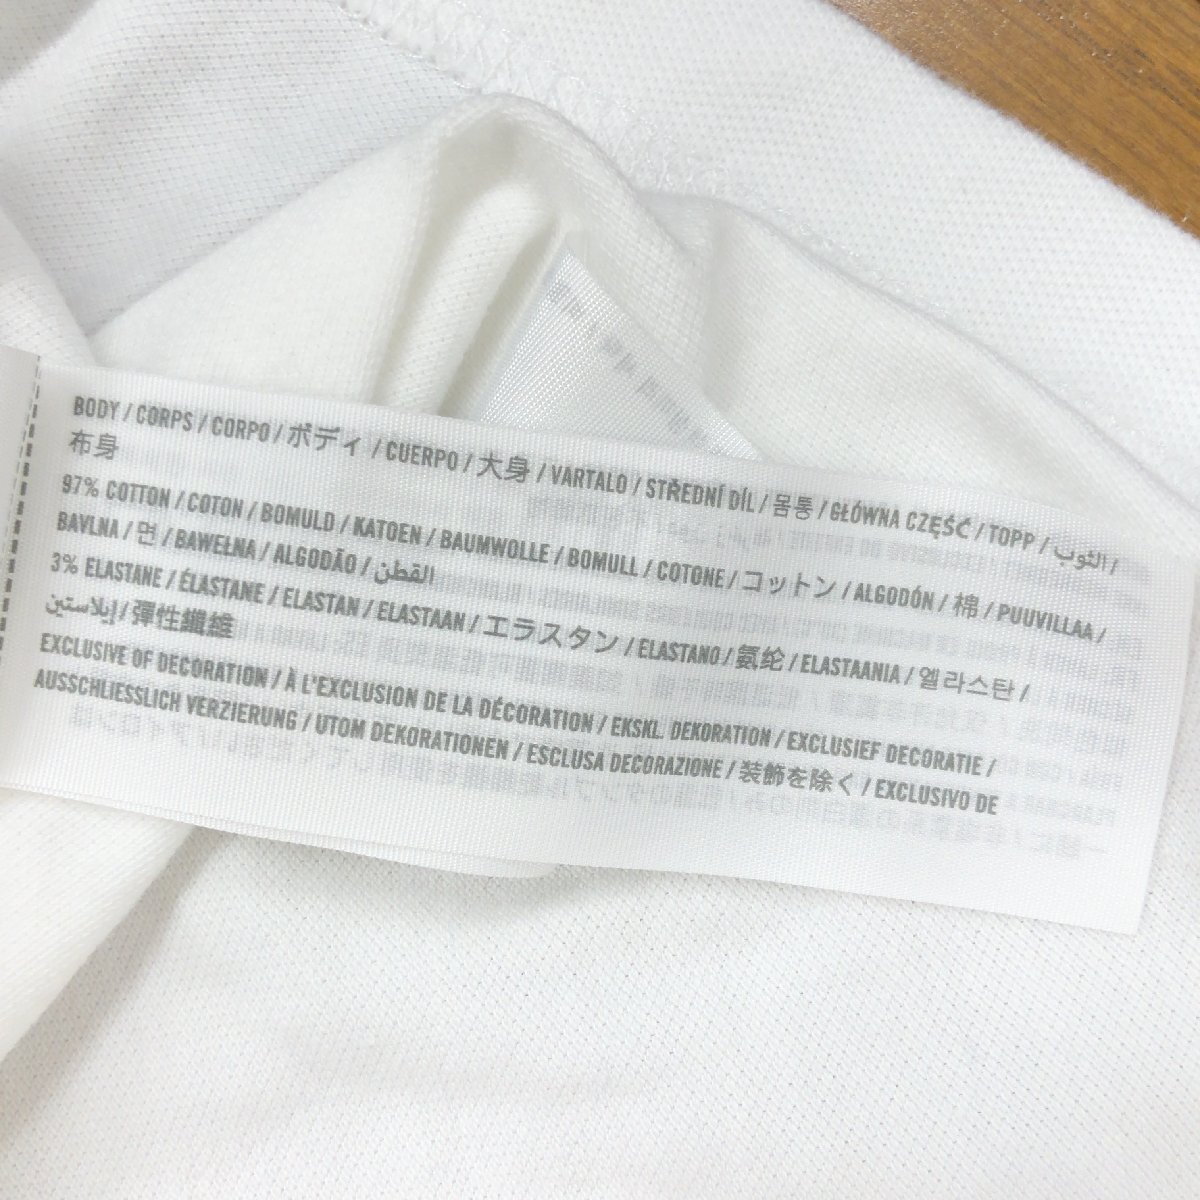 BODY / CORPS / CORPO / ボディ / CUERPO / 大身 / VARTALO / STŘEDNÍ DÍL / 몸통 / GŁÓWNA CZĘŚĆ / TOPP / الثوب /
布身
97% COTTON / COTON / BOMULD / KATOEN / BAUMWOLLE / BOMULL / COTONE / コットン / ALGODÓN / 棉 / PUUVILLAA /
BAVLNA / 면 / BAWEŁNA / ALGODÃO / القطن
3% ELASTANE / ÉLASTANE / ELASTAN / ELASTAAN / エラスタン / ELASTANO / 氨纶 / ELASTAANIA / 엘라스탄 /
إيلاستين / 彈性纖維
EXCLUSIVE OF DECORATION / À L'EXCLUSION DE LA DÉCORATION / EKSKL. DEKORATION / EXCLUSIEF DECORATIE /
AUSSCHLIESSLICH VERZIERUNG / UTOM DEKORATIONEN / ESCLUSA DECORAZIONE / 装飾を除く / EXCLUSIVO DE